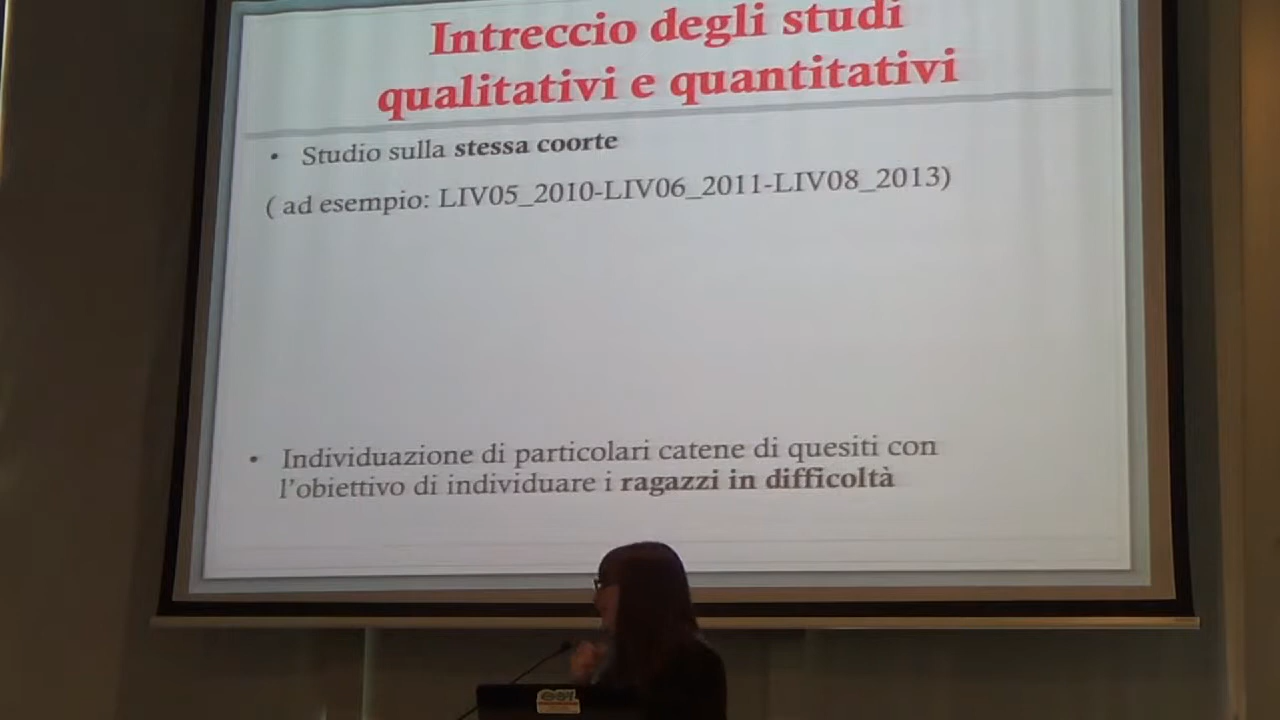 Intreccio degli studi
qualitativi e quantitativi
• Studio sulla stessa coorte
( ad esempio: LIV05_2010-LIV06_2011-LIV08_2013)
• Individuazione di particolari catene di quesiti con
l'obiettivo di individuare i ragazzi in difficoltà